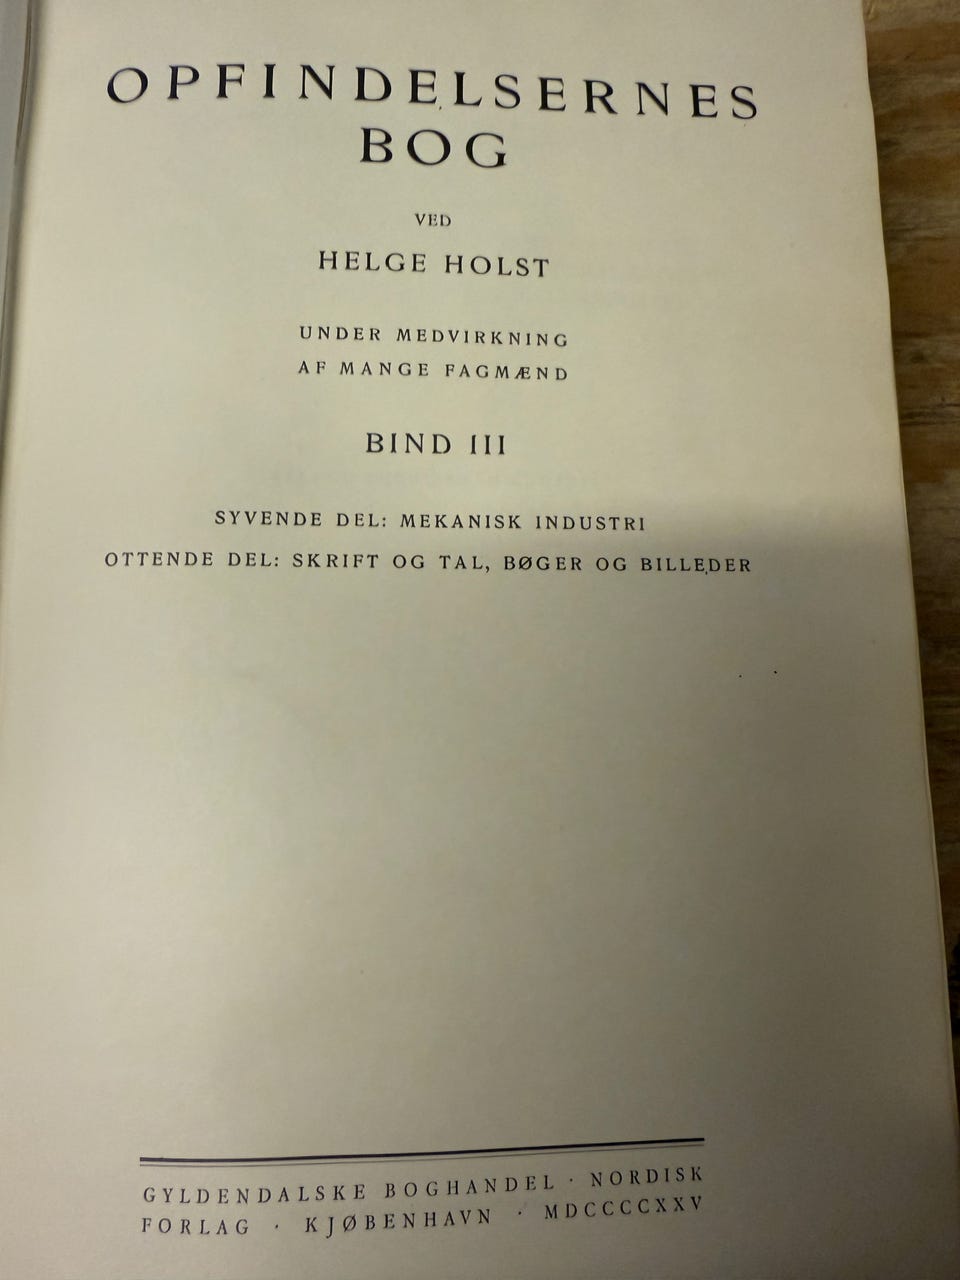 OPFINDELSERNES
BOG
VED
HELGE HOLST
UNDER MEDVIRKNING
AF MANGE FAGMÆND
BIND III
SYVENDE DEL: MEKANISK INDUSTRI
OTTENDE DEL: SKRIFT OG TAL, BØGER OG BILLEDER
GYLDENDALSKE BOGHANDEL · NORDISK
FORLAG · KJØBENHAVN · MDCCCCXXV